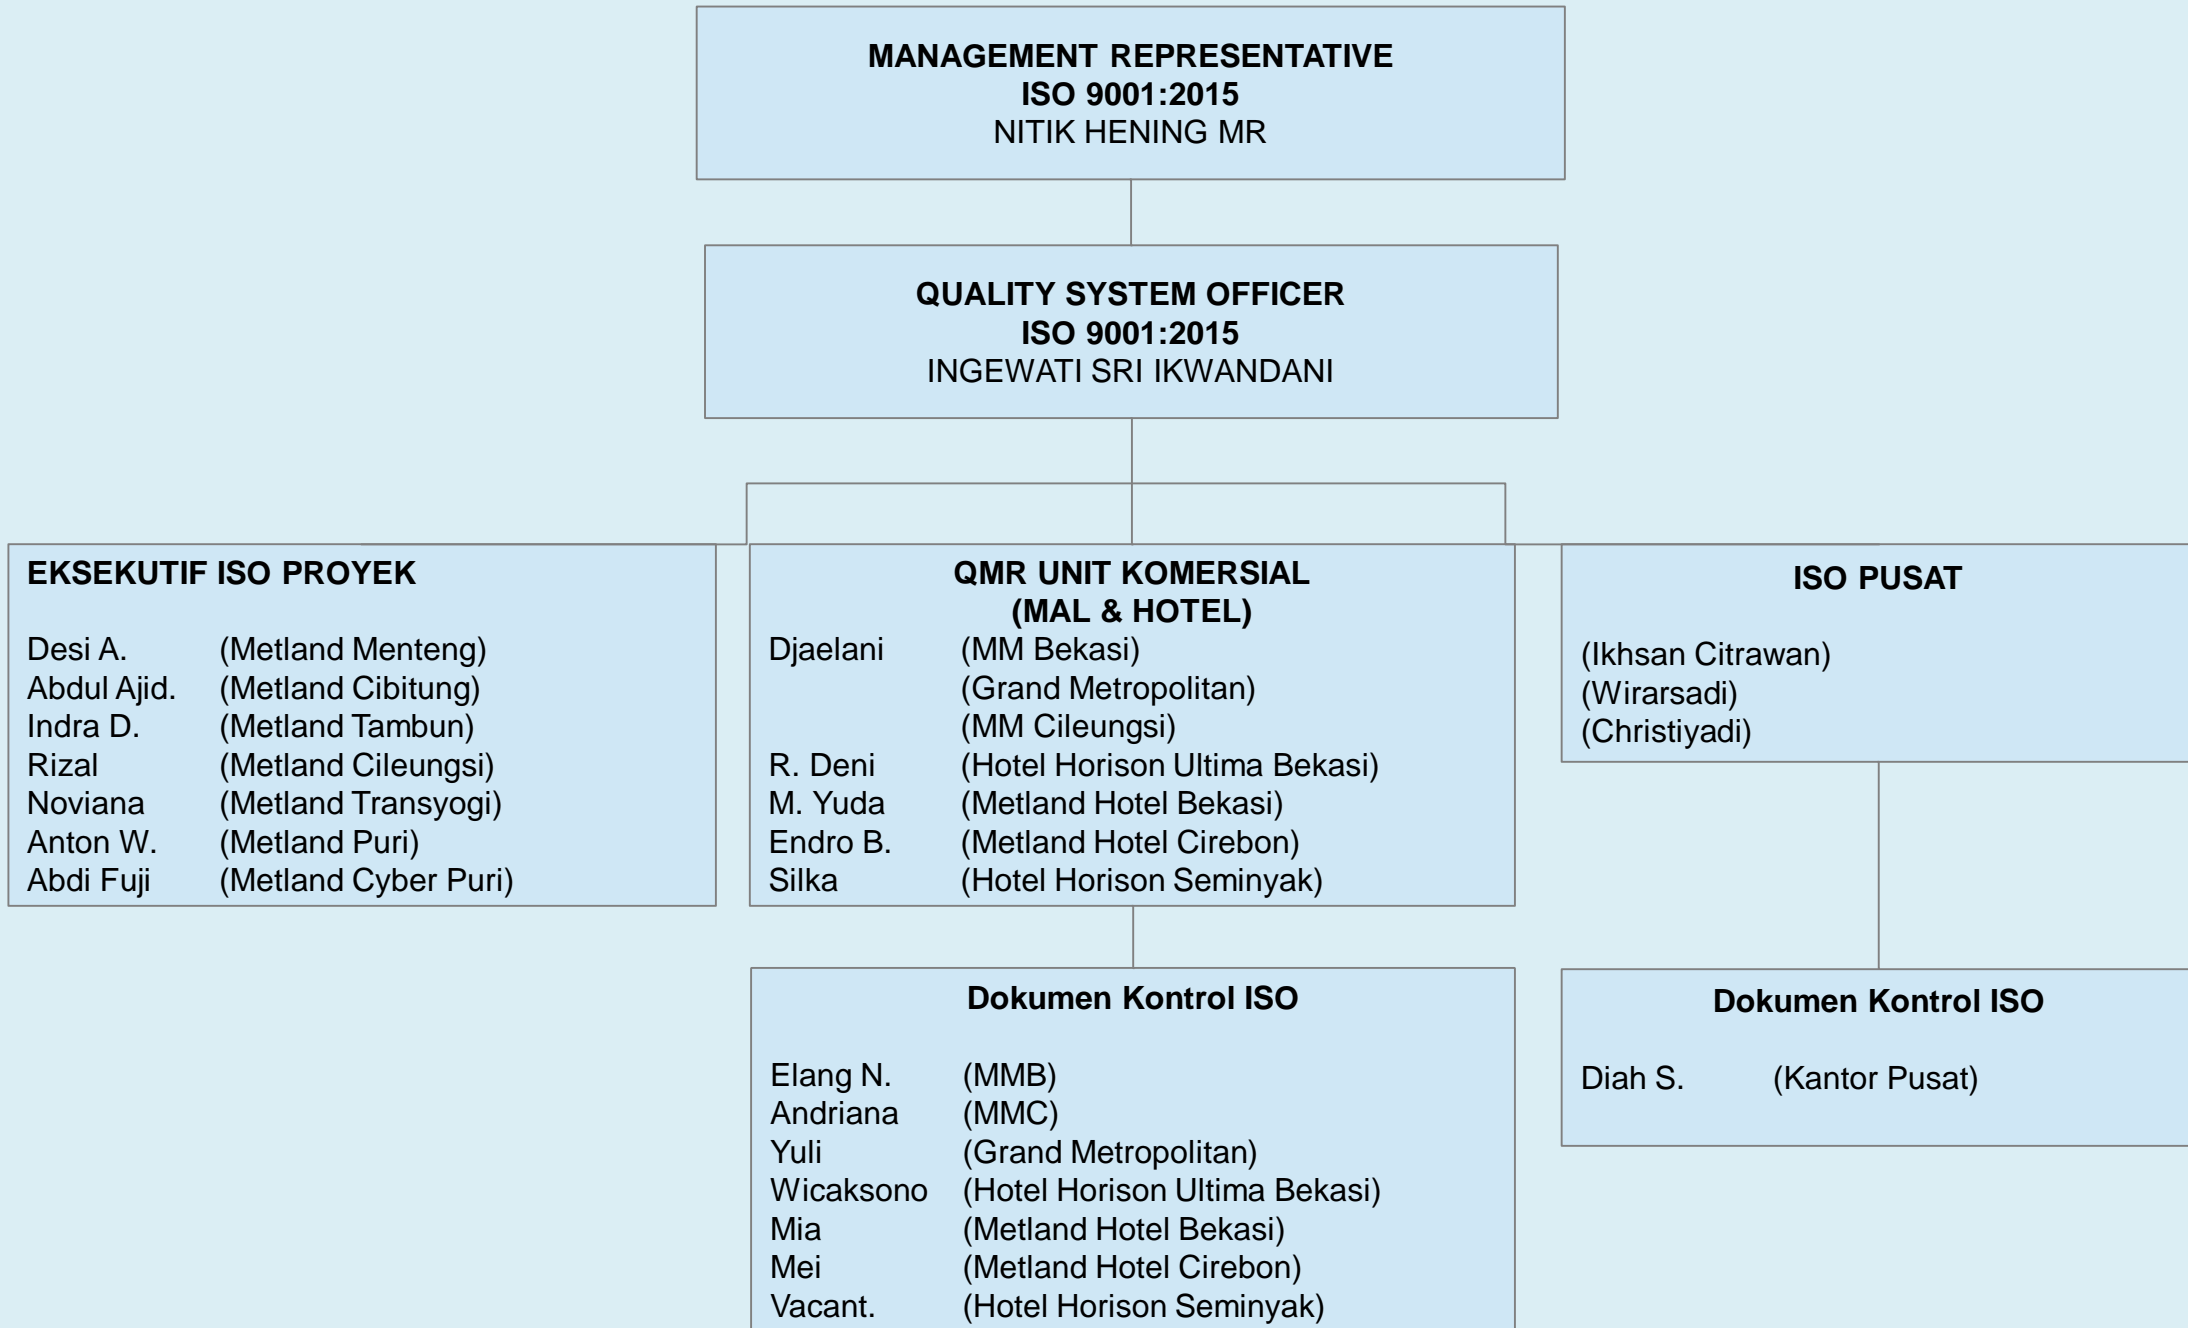 MANAGEMENT REPRESENTATIVE
ISO 9001:2015
NITIK HENING MR
QUALITY SYSTEM OFFICER
ISO 9001:2015
INGEWATI SRI IKWANDANI
EKSEKUTIF ISO PROYEK
Desi A. (Metland Menteng)
Abdul Ajid. (Metland Cibitung)
Indra D. (Metland Tambun)
Rizal (Metland Cileungsi)
Noviana (Metland Transyogi)
Anton W. (Metland Puri)
Abdi Fuji (Metland Cyber Puri)
QMR UNIT KOMERSIAL
(MAL & HOTEL)
Djaelani (MM Bekasi)
(Grand Metropolitan)
(MM Cileungsi)
R. Deni (Hotel Horison Ultima Bekasi)
M. Yuda (Metland Hotel Bekasi)
Endro B. (Metland Hotel Cirebon)
Silka (Hotel Horison Seminyak)
ISO PUSAT
(Ikhsan Citrawan)
(Wirarsadi)
(Christiyadi)
Dokumen Kontrol ISO
Elang N. (MMB)
Andriana (MMC)
Yuli (Grand Metropolitan)
Wicaksono (Hotel Horison Ultima Bekasi)
Mia (Metland Hotel Bekasi)
Mei (Metland Hotel Cirebon)
Vacant. (Hotel Horison Seminyak)
Dokumen Kontrol ISO
Diah S. (Kantor Pusat)